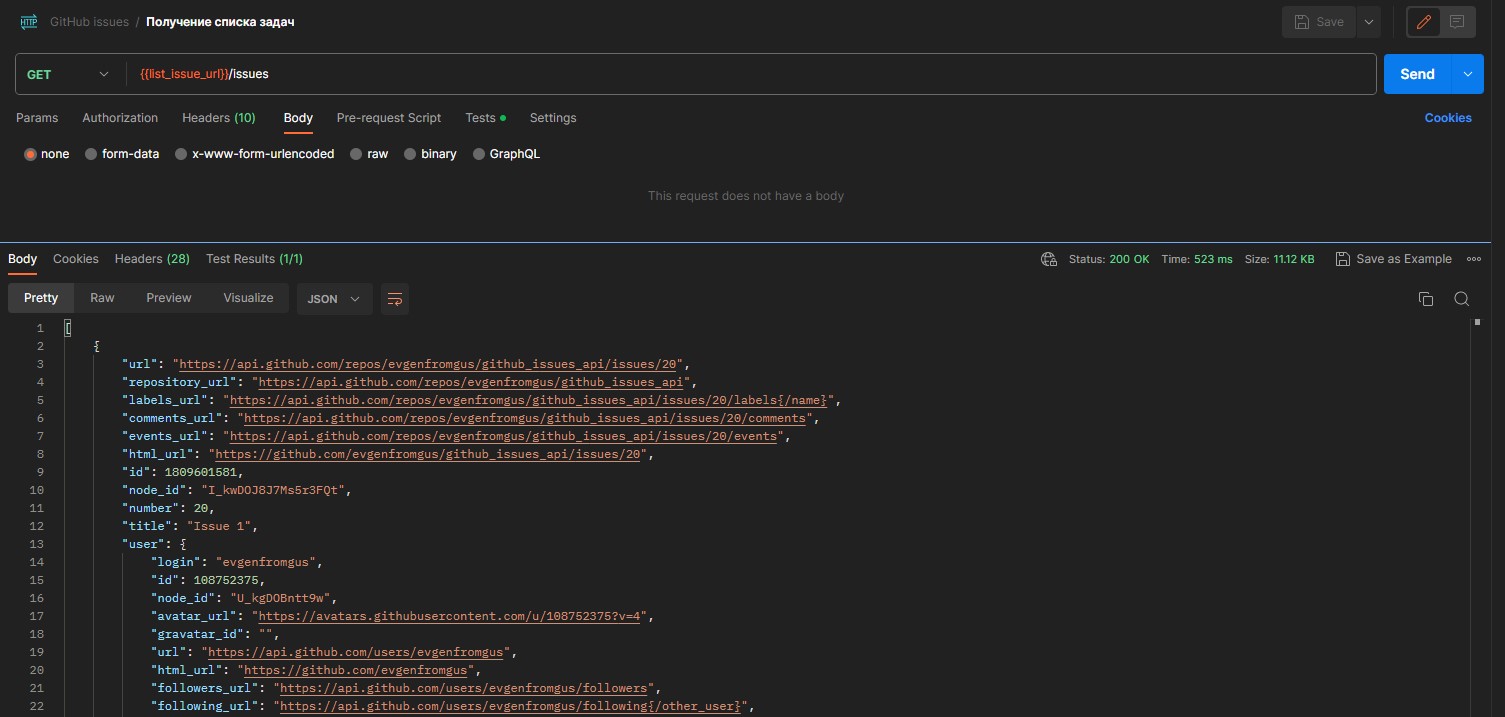 HTTP GitHub issues / Получение списка задач Save
GET {{list_issue_url}}/issues Send
Params Authorization Headers (10) Body Pre-request Script Tests Settings Cookies
none form-data x-www-form-urlencoded raw binary GraphQL
This request does not have a body
Body Cookies Headers (28) Test Results (1/1) Status: 200 OK Time: 523 ms Size: 11.12 KB Save as Example
Pretty Raw Preview Visualize JSON
1 [
2 {
3 "url": "https://api.github.com/repos/evgenfromgus/github_issues_api/issues/20",
4 "repository_url": "https://api.github.com/repos/evgenfromgus/github_issues_api",
5 "labels_url": "https://api.github.com/repos/evgenfromgus/github_issues_api/issues/20/labels{/name}",
6 "comments_url": "https://api.github.com/repos/evgenfromgus/github_issues_api/issues/20/comments",
7 "events_url": "https://api.github.com/repos/evgenfromgus/github_issues_api/issues/20/events",
8 "html_url": "https://github.com/evgenfromgus/github_issues_api/issues/20",
9 "id": 1809601581,
10 "node_id": "I_kwDOJ8J7Ms5r3FQt",
11 "number": 20,
12 "title": "Issue 1",
13 "user": {
14 "login": "evgenfromgus",
15 "id": 108752375,
16 "node_id": "U_kgDOBntt9w",
17 "avatar_url": "https://avatars.githubusercontent.com/u/108752375?v=4",
18 "gravatar_id": "",
19 "url": "https://api.github.com/users/evgenfromgus",
20 "html_url": "https://github.com/evgenfromgus",
21 "followers_url": "https://api.github.com/users/evgenfromgus/followers",
22 "following_url": "https://api.github.com/users/evgenfromgus/following{/other_user}",